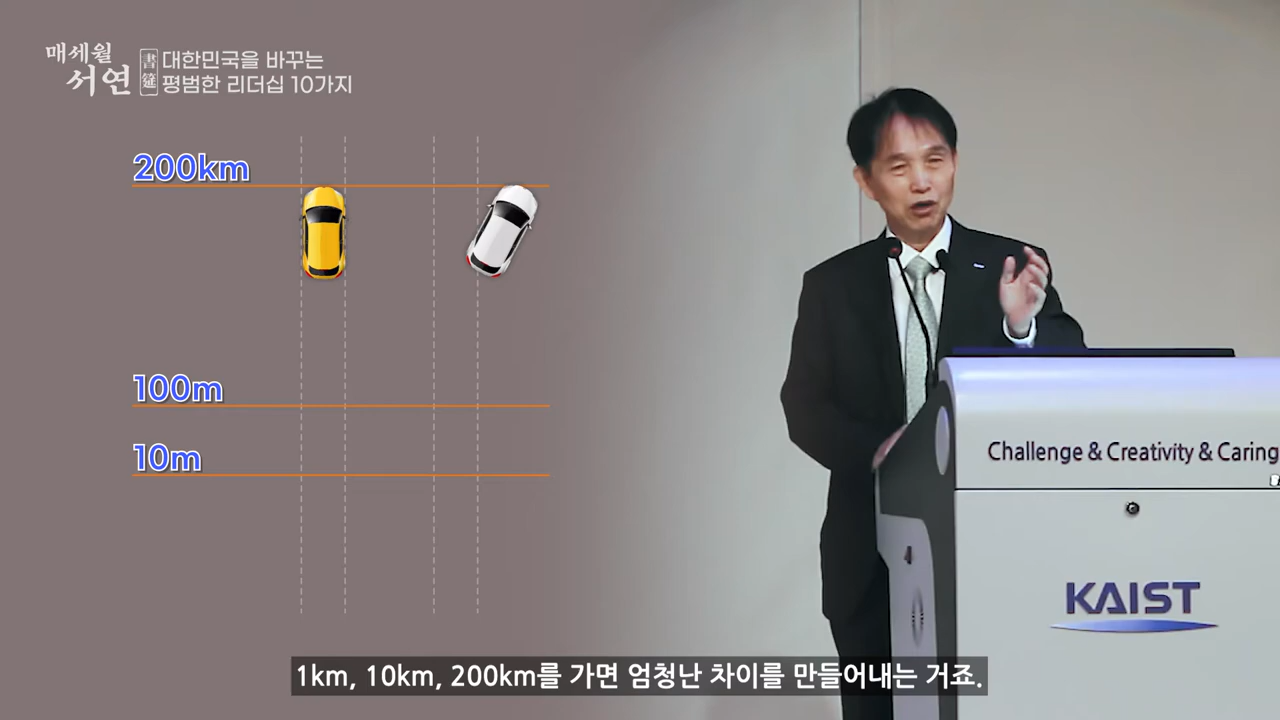 매세월
서연
書筵
대한민국을 바꾸는
평범한 리더십 10가지
200km
100m
10m
Challenge & Creativity & Caring
KAIST
1km, 10km, 200km를 가면 엄청난 차이를 만들어내는 거죠.